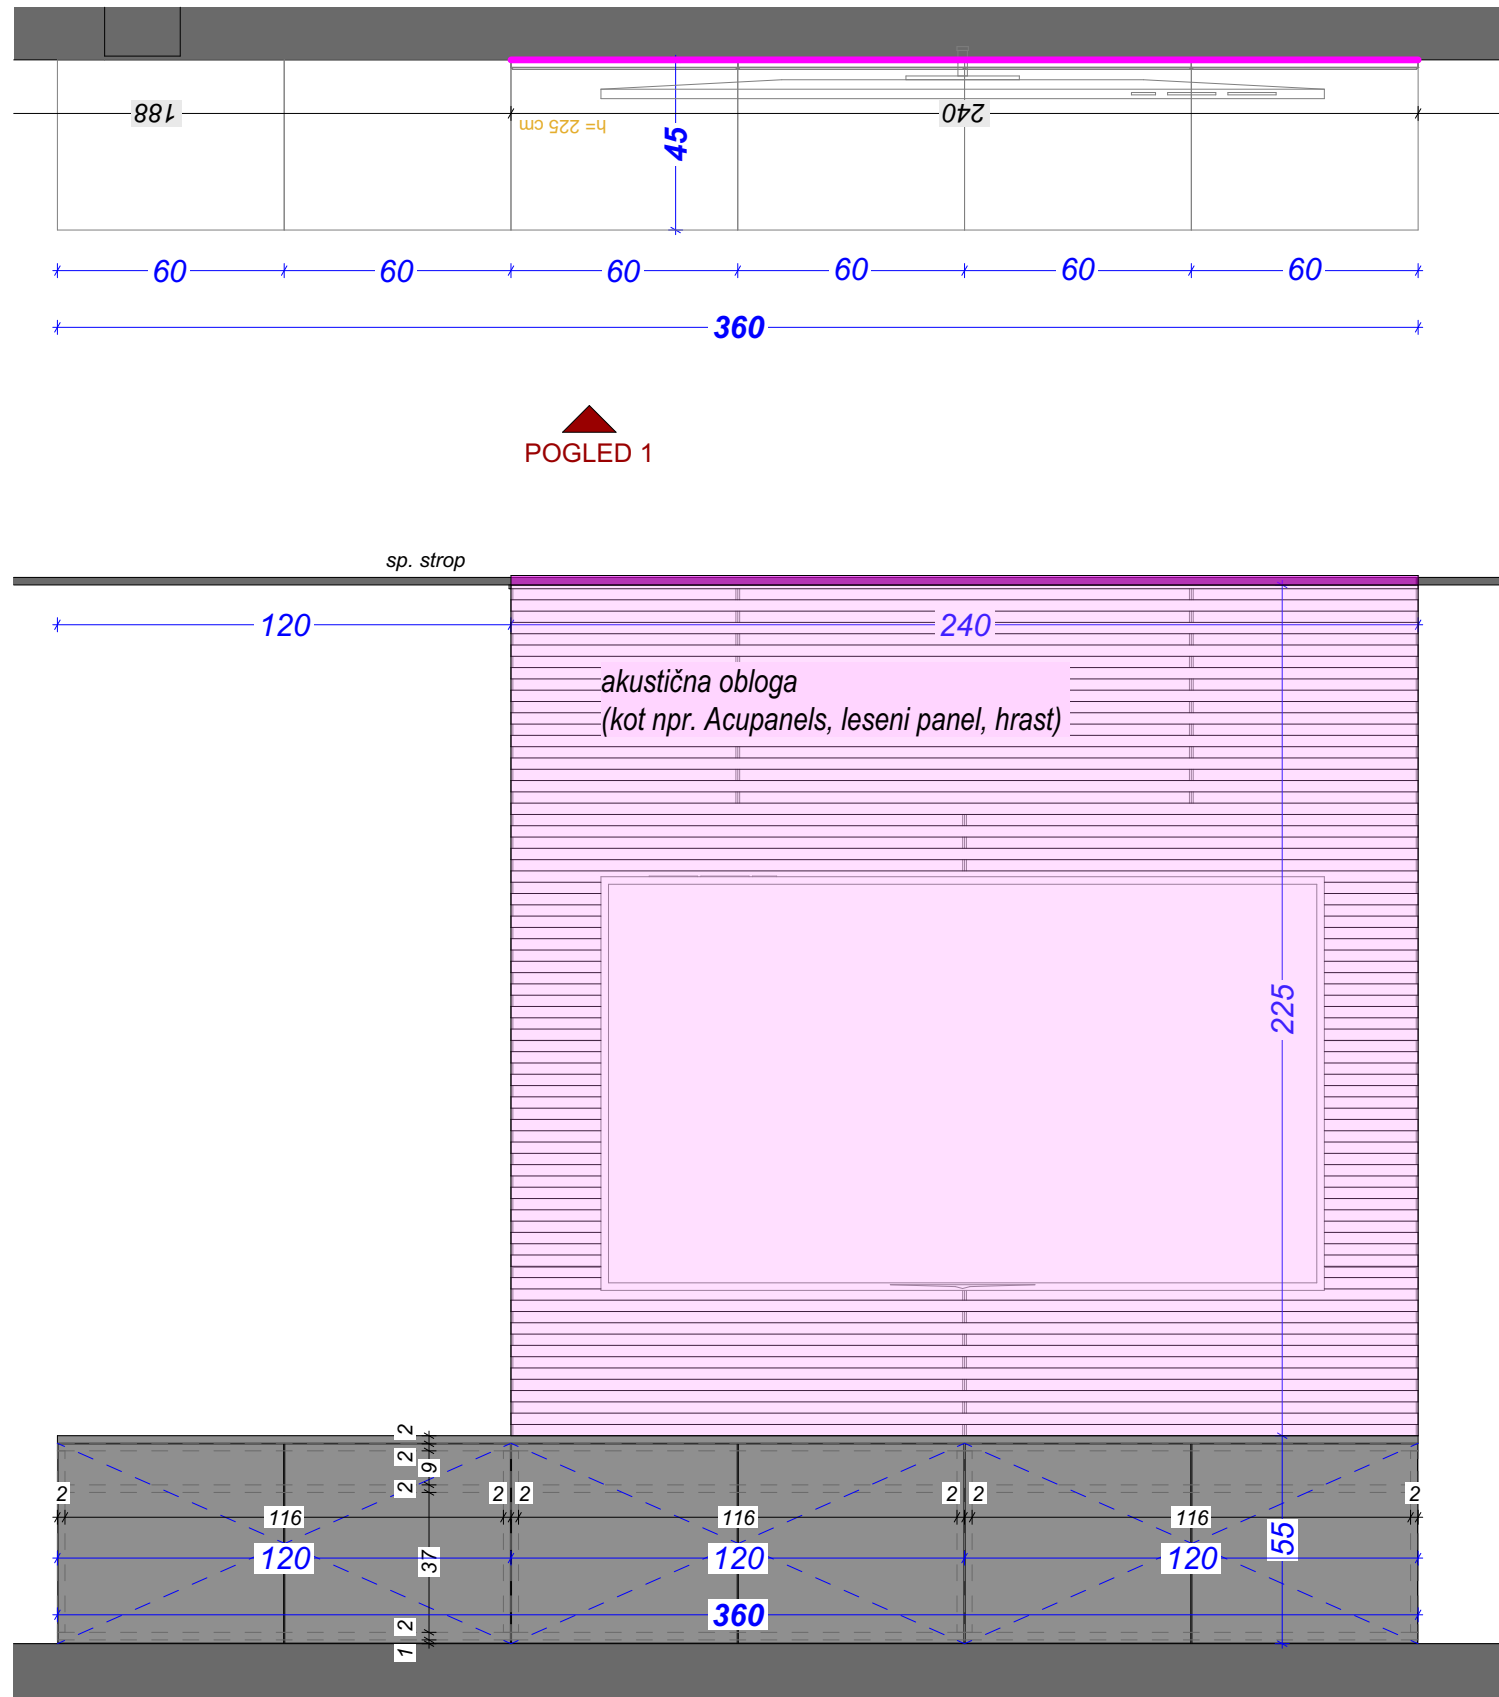 188
240
h= 225 cm
45
60 60 60 60 60 60
360
POGLED 1
sp. strop
120 240
akustična obloga
(kot npr. Acupanels, leseni panel, hrast)
225
2
2
9
2
2 2 2 2 2 2
116 116 116
55
37
120 120 120
360
2
1